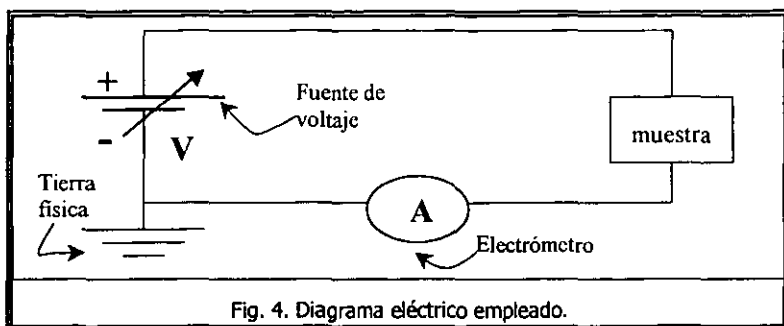 +
Fuente de
voltaje
-
V
muestra
Tierra
física
A
Electrómetro
Fig. 4. Diagrama eléctrico empleado.